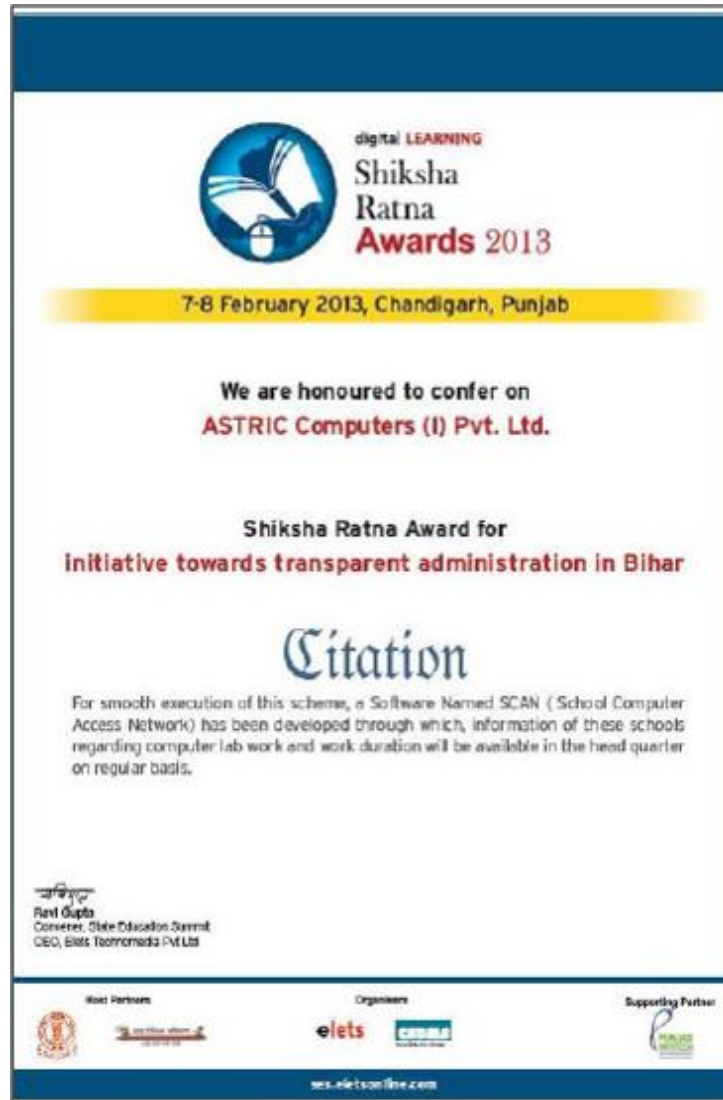 digital LEARNING
Shiksha
Ratna
Awards 2013
7-8 February 2013, Chandigarh, Punjab
We are honoured to confer on
ASTRIC Computers (I) Pvt. Ltd.
Shiksha Ratna Award for
initiative towards transparent administration in Bihar
Citation
For smooth execution of this scheme, a Software Named SCAN ( School Computer
Access Network) has been developed through which, information of these schools
regarding computer lab work and work duration will be available in the head quarter
on regular basis.
Ravi Gupta
Convener, State Education Summit
CEO, Elets Technomedia Pvt Ltd
Host Partners
Organisers
Supporting Partner
elets
ses.eletsonline.com